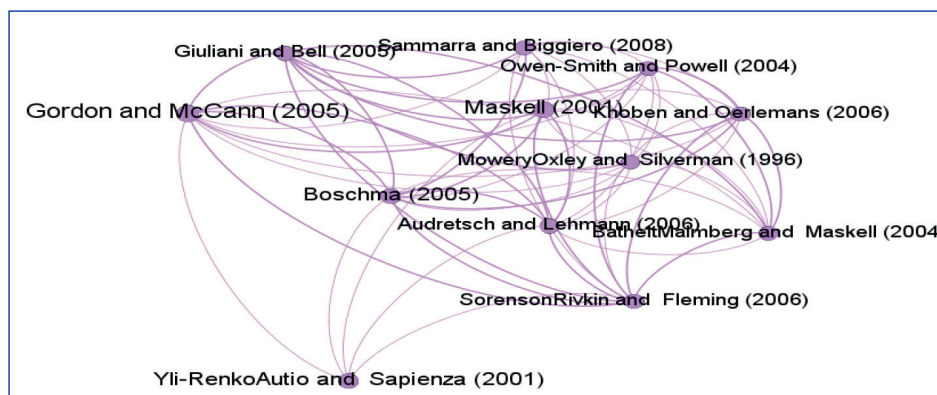 Sammarra and Biggiero (2008)
Giuliani and Bell (2005)
Owen-Smith and Powell (2004)
Gordon and McCann (2005)
Maskell (2001)
Khoben and Oerlemans (2006)
MoweryOxley and Silverman (1996)
Boschma (2005)
Audretsch and Lehmann (2006)
BatheltMalmberg and Maskell (2004
SorensonRivkin and Fleming (2006)
Yli-RenkoAutio and Sapienza (2001)